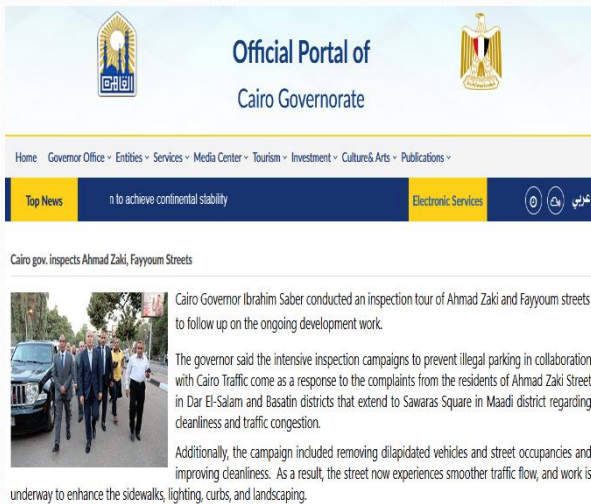 القاهرة
Official Portal of
Cairo Governorate
Home Governor Office Entities Services Media Center Tourism Investment Culture& Arts Publications
Top News
n to achieve continental stability
Electronic Services
عربي
Cairo gov. inspects Ahmad Zaki, Fayyoum Streets
Cairo Governor Ibrahim Saber conducted an inspection tour of Ahmad Zaki and Fayyoum streets
to follow up on the ongoing development work.
The governor said the intensive inspection campaigns to prevent illegal parking in collaboration
with Cairo Traffic come as a response to the complaints from the residents of Ahmad Zaki Street
in Dar El-Salam and Basatin districts that extend to Sawaras Square in Maadi district regarding
cleanliness and traffic congestion.
Additionally, the campaign included removing dilapidated vehicles and street occupancies and
improving cleanliness. As a result, the street now experiences smoother traffic flow, and work is
underway to enhance the sidewalks, lighting, curbs, and landscaping.